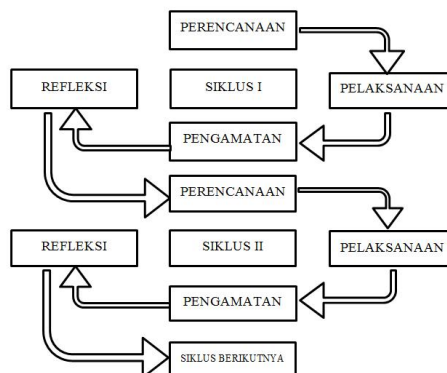 PERENCANAAN
REFLEKSI
SIKLUS I
PELAKSANAAN
PENGAMATAN
PERENCANAAN
REFLEKSI
SIKLUS II
PELAKSANAAN
PENGAMATAN
SIKLUS BERIKUTNYA